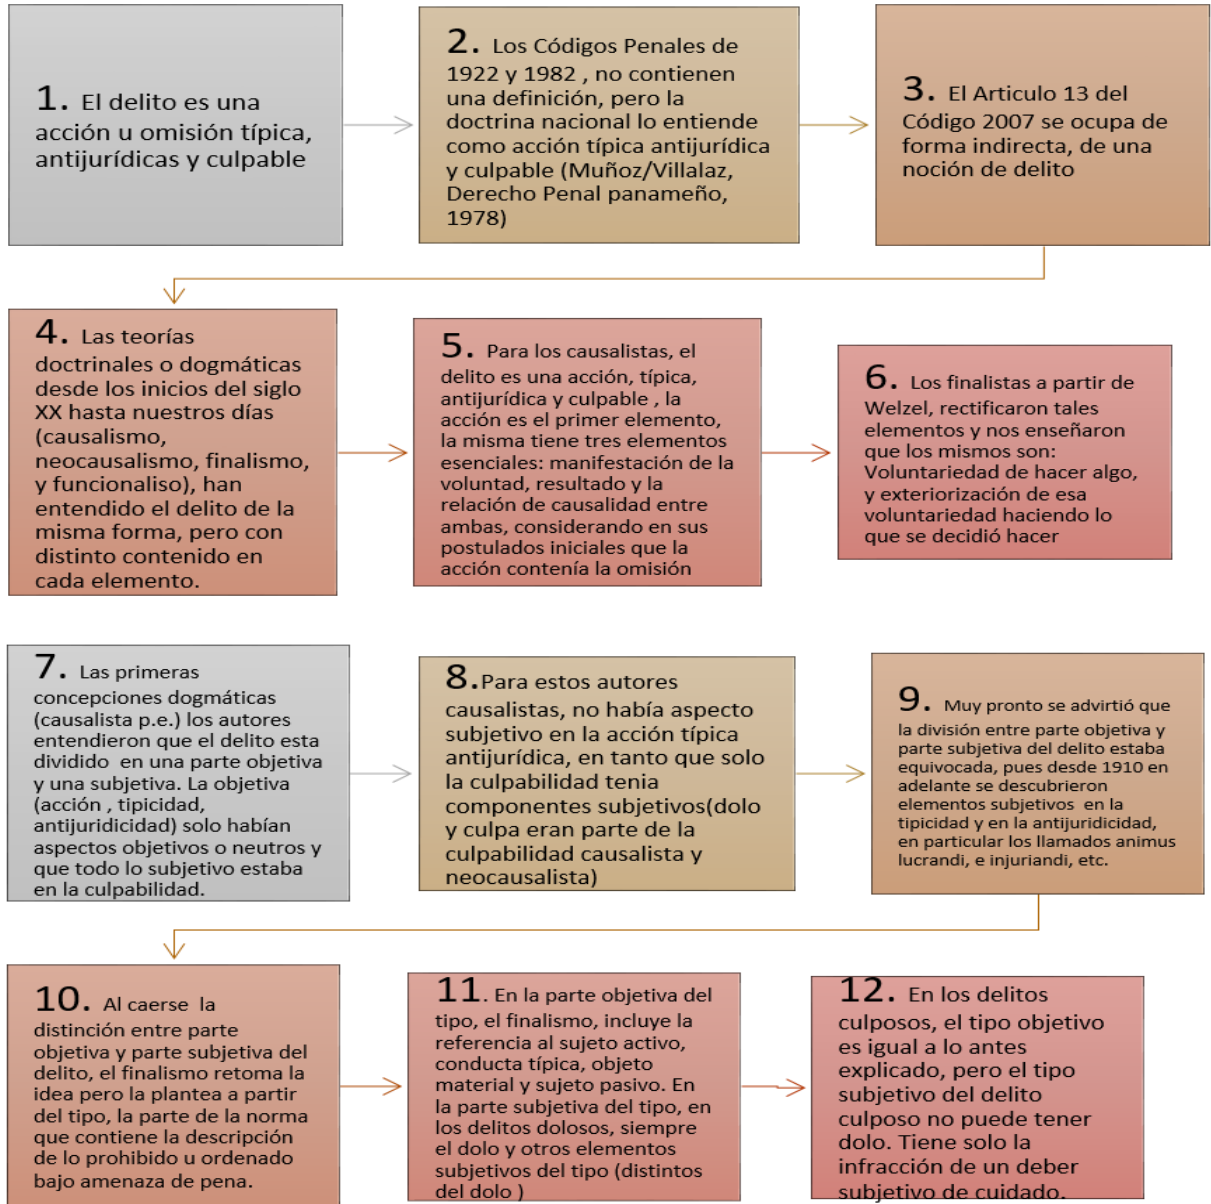 1. El delito es una
acción u omisión típica,
antijurídicas y culpable
2. Los Códigos Penales de
1922 y 1982 , no contienen
una definición, pero la
doctrina nacional lo entiende
como acción típica antijurídica
y culpable (Muñoz/Villalaz,
Derecho Penal panameño,
1978)
3. El Articulo 13 del
Código 2007 se ocupa de
forma indirecta, de una
noción de delito
4. Las teorías
doctrinales o dogmáticas
desde los inicios del siglo
XX hasta nuestros días
(causalismo,
neocausalismo, finalismo,
y funcionaliso), han
entendido el delito de la
misma forma, pero con
distinto contenido en
cada elemento.
5. Para los causalistas, el
delito es una acción, típica,
antijurídica y culpable , la
acción es el primer elemento,
la misma tiene tres elementos
esenciales: manifestación de la
voluntad, resultado y la
relación de causalidad entre
ambas, considerando en sus
postulados iniciales que la
acción contenía la omisión
6. Los finalistas a partir de
Welzel, rectificaron tales
elementos y nos enseñaron
que los mismos son:
Voluntariedad de hacer algo,
y exteriorización de esa
voluntariedad haciendo lo
que se decidió hacer
7. Las primeras
concepciones dogmáticas
(causalista p.e.) los autores
entendieron que el delito esta
dividido en una parte objetiva
y una subjetiva. La objetiva
(acción , tipicidad,
antijuridicidad) solo habían
aspectos objetivos o neutros y
que todo lo subjetivo estaba
en la culpabilidad.
8.Para estos autores
causalistas, no había aspecto
subjetivo en la acción típica
antijurídica, en tanto que solo
la culpabilidad tenia
componentes subjetivos(dolo
y culpa eran parte de la
culpabilidad causalista y
neocausalista)
9. Muy pronto se advirtió que
la división entre parte objetiva y
parte subjetiva del delito estaba
equivocada, pues desde 1910 en
adelante se descubrieron
elementos subjetivos en la
tipicidad y en la antijuridicidad,
en particular los llamados animus
lucrandi, e injuriandi, etc.
10. Al caerse la
distinción entre parte
objetiva y parte subjetiva del
delito, el finalismo retoma la
idea pero la plantea a partir
del tipo, la parte de la norma
que contiene la descripción
de lo prohibido u ordenado
bajo amenaza de pena.
11. En la parte objetiva del
tipo, el finalismo, incluye la
referencia al sujeto activo,
conducta típica, objeto
material y sujeto pasivo. En
la parte subjetiva del tipo, en
los delitos dolosos, siempre
el dolo y otros elementos
subjetivos del tipo (distintos
del dolo )
12. En los delitos
culposos, el tipo objetivo
es igual a lo antes
explicado, pero el tipo
subjetivo del delito
culposo no puede tener
dolo. Tiene solo la
infracción de un deber
subjetivo de cuidado.